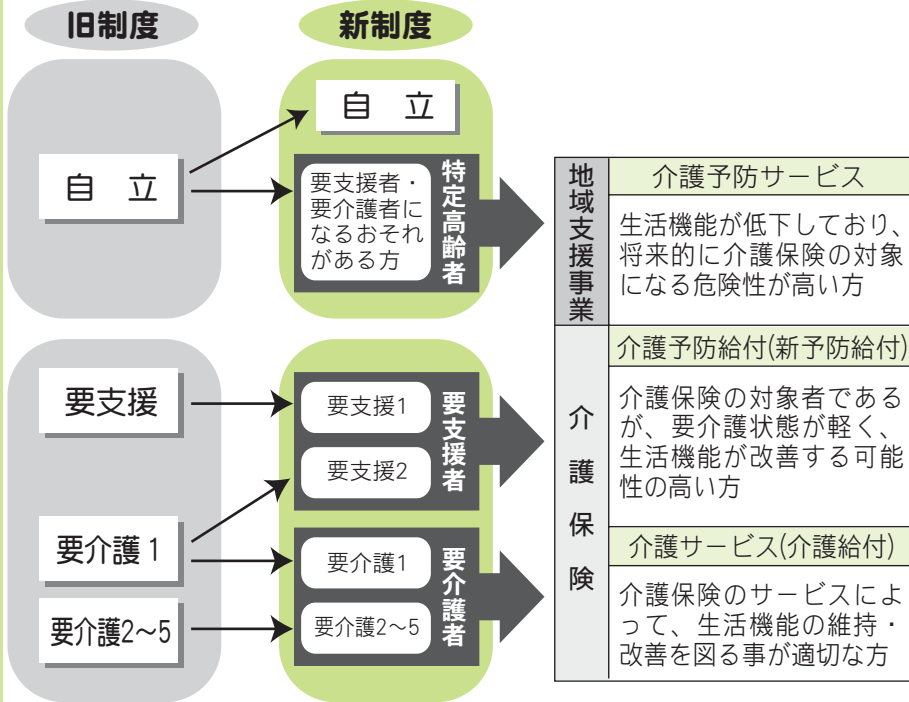 旧制度
新制度
自 立
自 立
要支援者・
要介護者に
なるおそれ
がある方
特定高齢者
要支援
要介護1
要介護2～5
要支援1
要支援2
要支援者
要介護1
要介護2～5
要介護者
地域支援事業
介護予防サービス
生活機能が低下しており、
将来的に介護保険の対象
になる危険性が高い方
介護保険
介護予防給付(新予防給付)
介護保険の対象者である
が、要介護状態が軽く、
生活機能が改善する可能
性の高い方
介護サービス(介護給付)
介護保険のサービスによ
って、生活機能の維持・
改善を図る事が適切な方